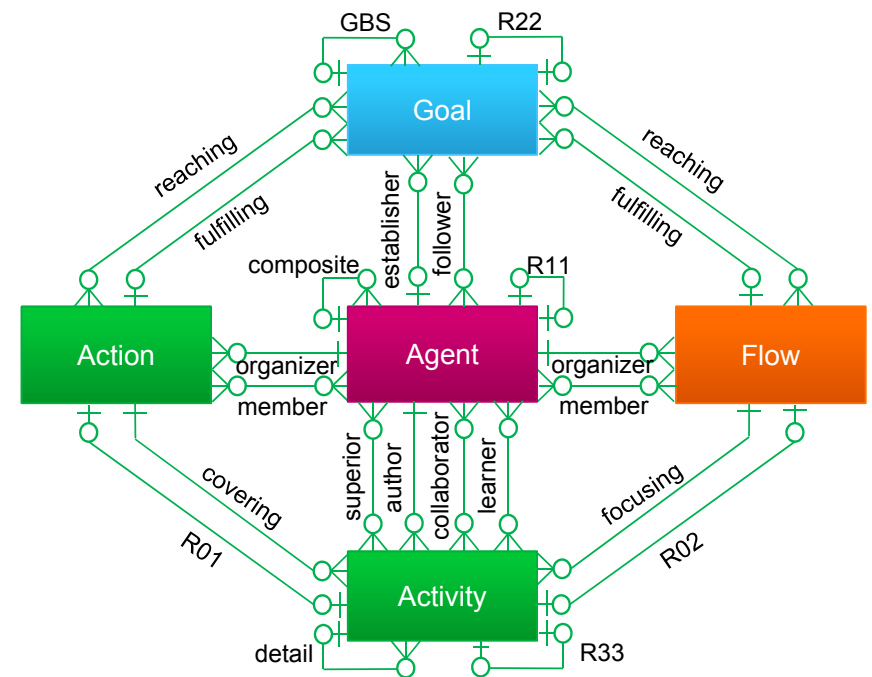 GBS
R22
Goal
reaching
reaching
fulfilling
fulfilling
establisher
follower
composite
R11
Action
Agent
Flow
organizer
organizer
member
member
superior
author
collaborator
learner
covering
focusing
R01
R02
Activity
detail
R33